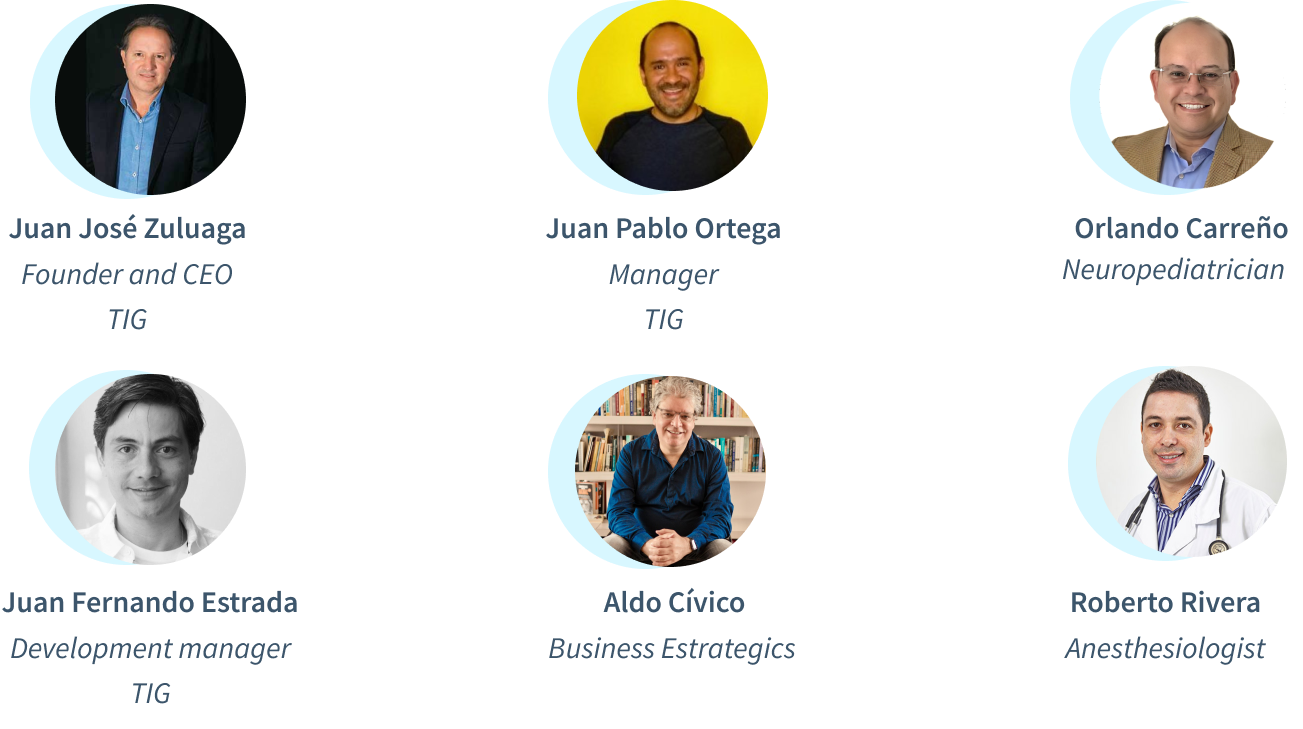 Juan José Zuluaga
Founder and CEO
TIG
Juan Pablo Ortega
Manager
TIG
Orlando Carreño
Neuropediatrician
Juan Fernando Estrada
Development manager
TIG
Aldo Cívico
Business Estrategics
Roberto Rivera
Anesthesiologist